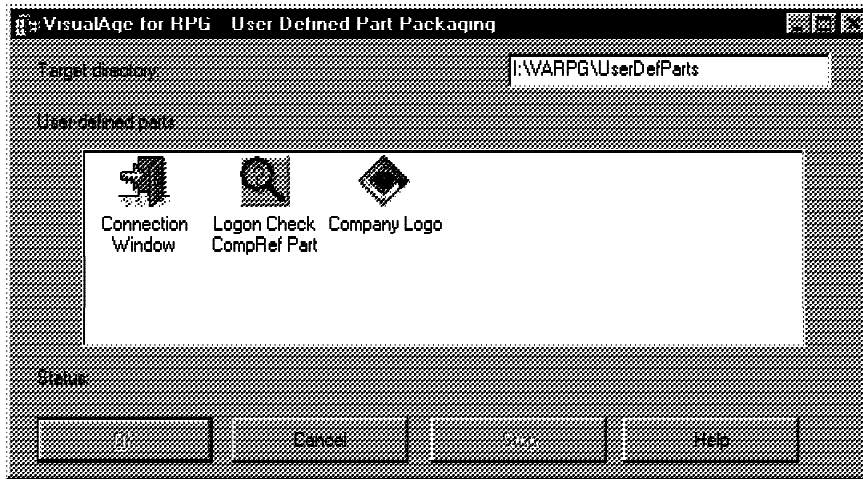 VisualAge for RPG User Defined Part Packaging
Target directory:
I:\VARPG\UserDefParts
User-defined parts
Connection
Window
Logon Check
CompRef Part
Company Logo
Status:
Cancel
Stop
Help